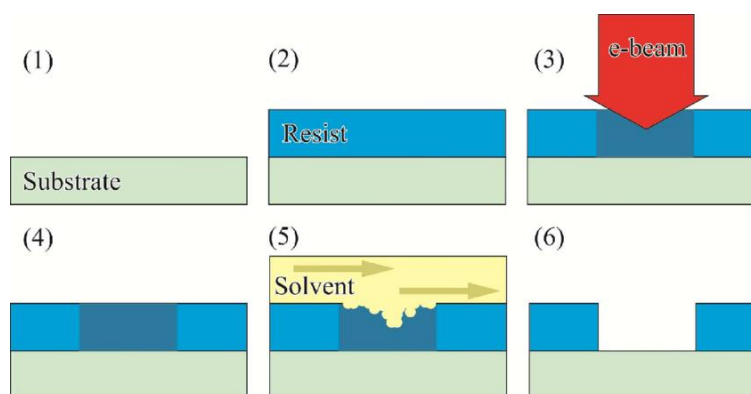 (1)
(2)
(3)
e-beam
Resist
Substrate
(4)
(5)
(6)
Solvent